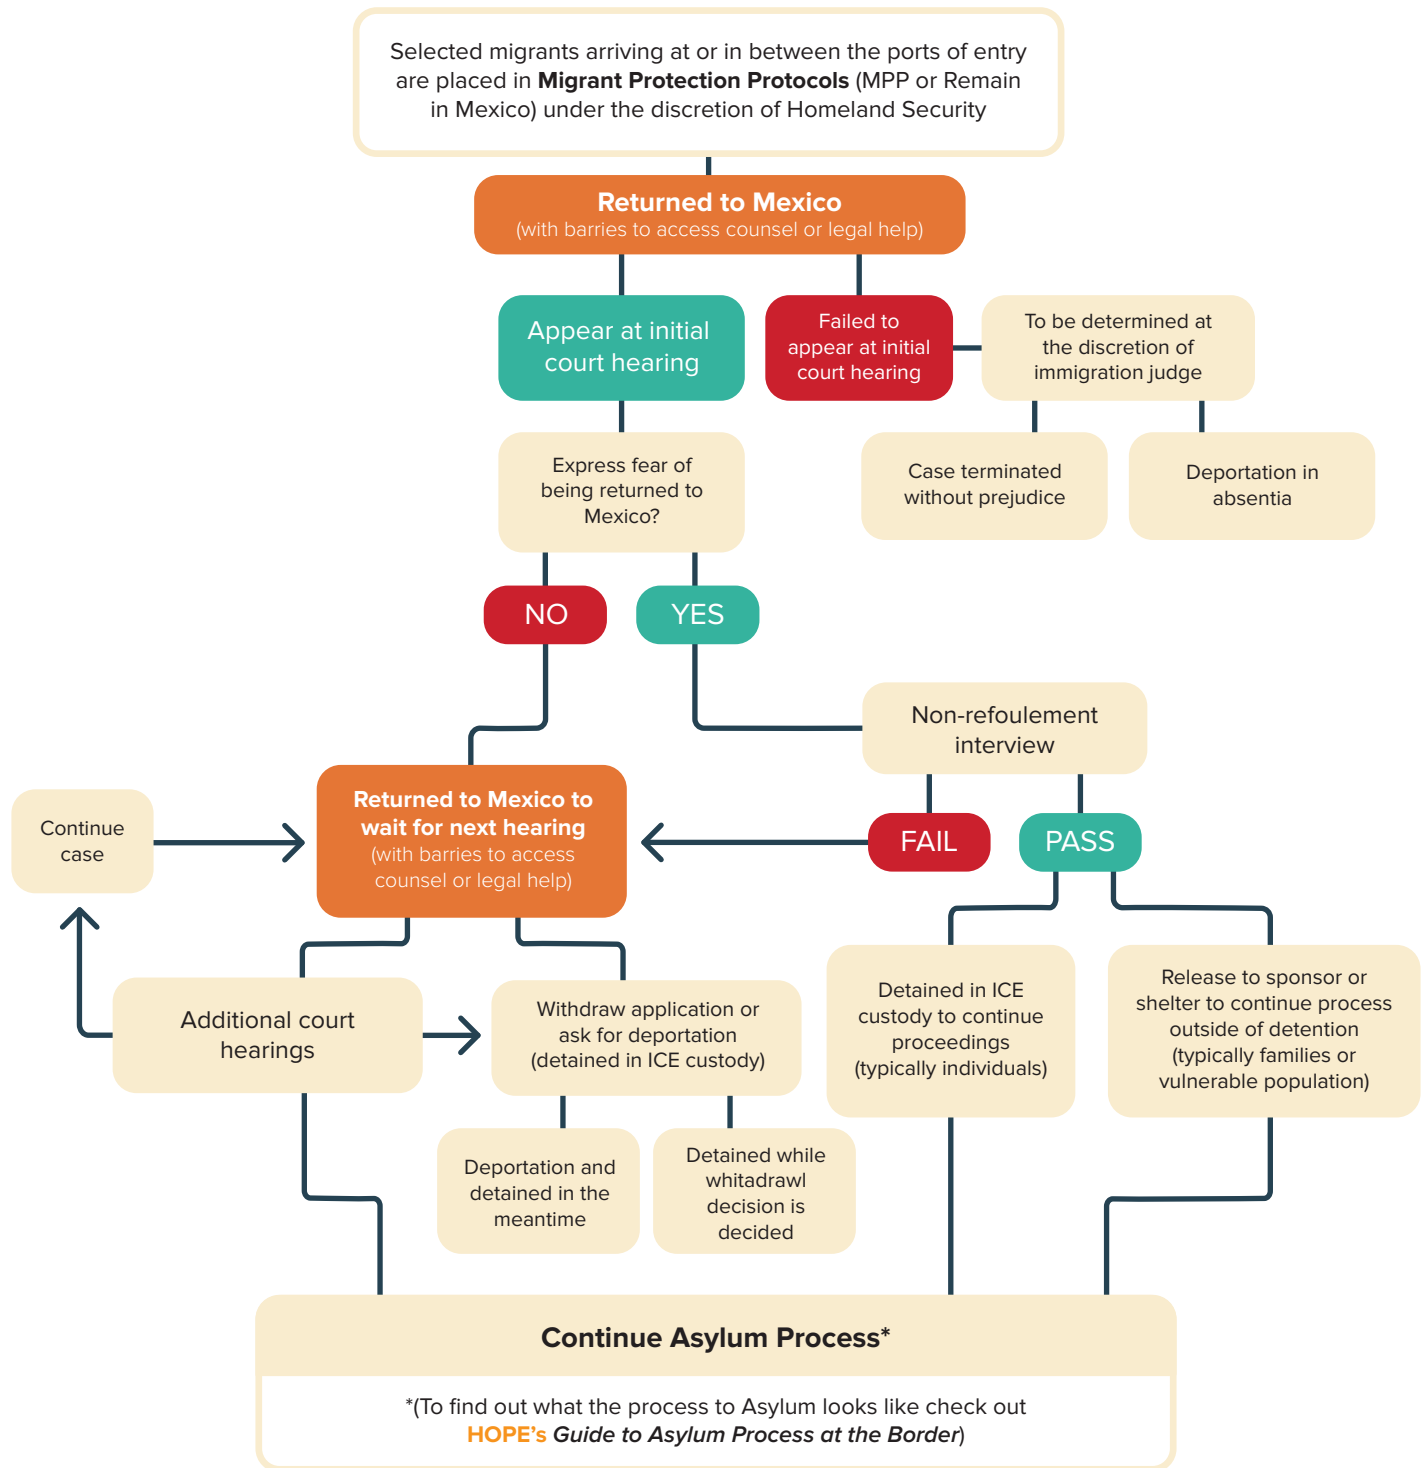 Selected migrants arriving at or in between the ports of entry
are placed in Migrant Protection Protocols (MPP or Remain
in Mexico) under the discretion of Homeland Security
Returned to Mexico
(with barries to access counsel or legal help)
Appear at initial
court hearing
Failed to
appear at initial
court hearing
To be determined at
the discretion of
immigration judge
Express fear of
being returned to
Mexico?
Case terminated
without prejudice
Deportation in
absentia
NO
YES
Non-refoulement
interview
Continue
case
Returned to Mexico to
wait for next hearing
(with barries to access
counsel or legal help)
FAIL
PASS
Additional court
hearings
Withdraw application or
ask for deportation
(detained in ICE custody)
Detained in ICE
custody to continue
proceedings
(typically individuals)
Release to sponsor or
shelter to continue process
outside of detention
(typically families or
vulnerable population)
Deportation and
detained in the
meantime
Detained while
whitadrawl
decision is
decided
Continue Asylum Process*
*(To find out what the process to Asylum looks like check out
HOPE's Guide to Asylum Process at the Border)